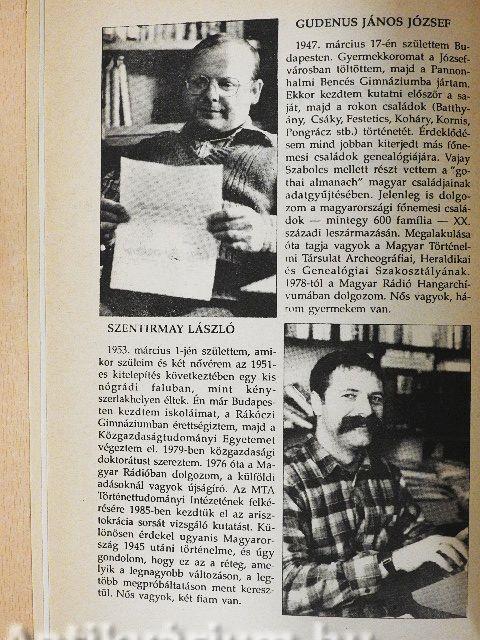 GUDENUS JÁNOS JÓZSEF
1947. március 17-én születtem Bu-
dapesten. Gyermekkoromat a József-
városban töltöttem, majd a Pannon-
halmi Bencés Gimnáziumba jártam.
Ekkor kezdtem kutatni először a sa-
ját, majd a rokon családok (Batthy-
ány, Csáky, Festetics, Koháry, Kornis,
Pongrácz stb.) történetét. Érdeklődé-
sem mind jobban kiterjedt más főne-
mesi családok genealógiájára. Vajay
Szabolcs mellett részt vettem a "go-
thai almanach" magyar családjainak
adatgyűjtésében. Jelenleg is dolgo-
zom a magyarországi főnemesi csalá-
dok — mintegy 600 família — XX.
századi leszármazásán. Megalakulása
óta tagja vagyok a Magyar Történel-
mi Társulat Archeográfiai, Heraldikai
és Genealógiai Szakosztályának.
1978-tól a Magyar Rádió Hangarchí-
vumában dolgozom. Nős vagyok, há-
rom gyermekem van.
SZENTIRMAY LÁSZLÓ
1953. március 1-jén születtem, ami-
kor szüleim és két nővérem az 1951-
es kitelepítés következtében egy kis
nógrádi faluban, mint kény-
szerlakhelyen éltek. Én már Budapes-
ten kezdtem iskoláimat, a Rákóczi
Gimnáziumban érettségiztem, majd a
Közgazdaságtudományi Egyetemet
végeztem el. 1979-ben közgazdasági
doktorátust szereztem. 1976 óta a Ma-
gyar Rádióban dolgozom, a külföldi
adásoknál vagyok újságíró. Az MTA
Történettudományi Intézetének felké-
résére 1985-ben kezdtük el az arisz-
tokrácia sorsát vizsgáló kutatást. Kü-
lönösen érdekel ugyanis Magyaror-
szág 1945 utáni történelme, és úgy
gondolom, hogy ez az a réteg, ame-
lyik a legnagyobb változáson, a leg-
több megpróbáltatáson ment keresz-
tül. Nős vagyok, két fiam van.